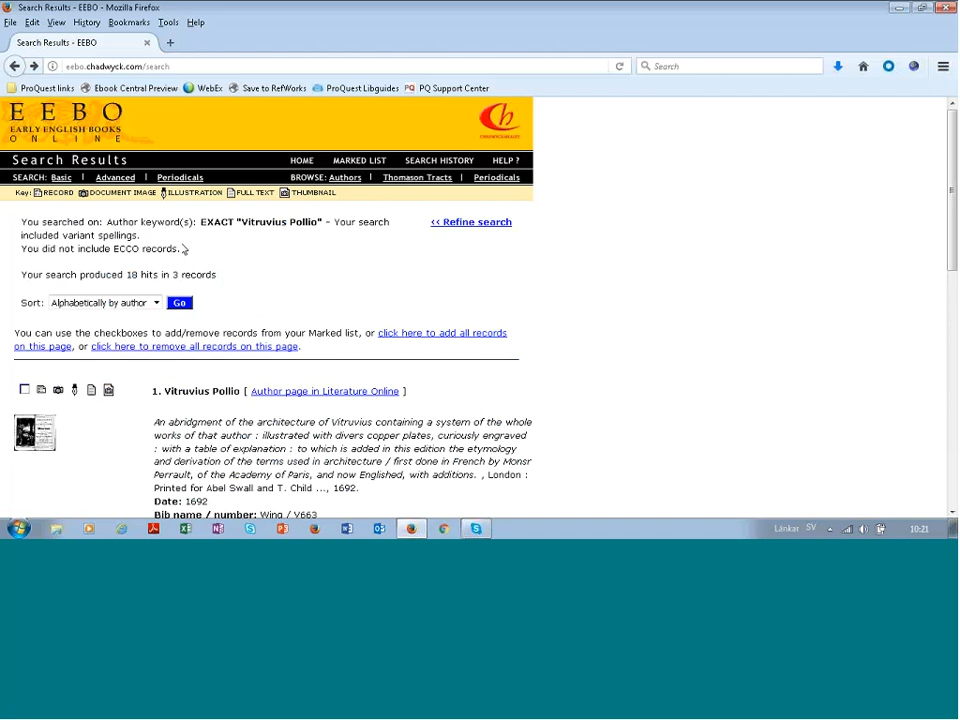 Search Results - EEBO - Mozilla Firefox
File Edit View History Bookmarks Tools Help
Search Results - EEBO
eebo.chadwyck.com/search
Search
ProQuest links Ebook Central Preview WebEx Save to RefWorks ProQuest Libguides PQ PQ Support Center
E E B O
EARLY ENGLISH BOOKS
O N L I N E
Ch
CHADWYCK-HEALEY
Search Results HOME MARKED LIST SEARCH HISTORY HELP ?
SEARCH: Basic | Advanced | Periodicals BROWSE: Authors | Thomason Tracts | Periodicals
Key: RECORD DOCUMENT IMAGE ILLUSTRATION FULL TEXT THUMBNAIL
You searched on: Author keyword(s): EXACT "Vitruvius Pollio" - Your search
included variant spellings.
You did not include ECCO records.
<< Refine search
Your search produced 18 hits in 3 records
Sort: Alphabetically by author Go
You can use the checkboxes to add/remove records from your Marked list, or click here to add all records
on this page, or click here to remove all records on this page.
1. Vitruvius Pollio [ Author page in Literature Online ]
An abridgment of the architecture of Vitruvius containing a system of the whole
works of that author : illustrated with divers copper plates, curiously engraved
: with a table of explanation : to which is added in this edition the etymology
and derivation of the terms used in architecture / first done in French by Monsr
Perrault, of the Academy of Paris, and now Englished, with additions. , London :
Printed for Abel Swall and T. Child ..., 1692.
Date: 1692
Bib name / number: Wing / V663
Länkar SV 10:21